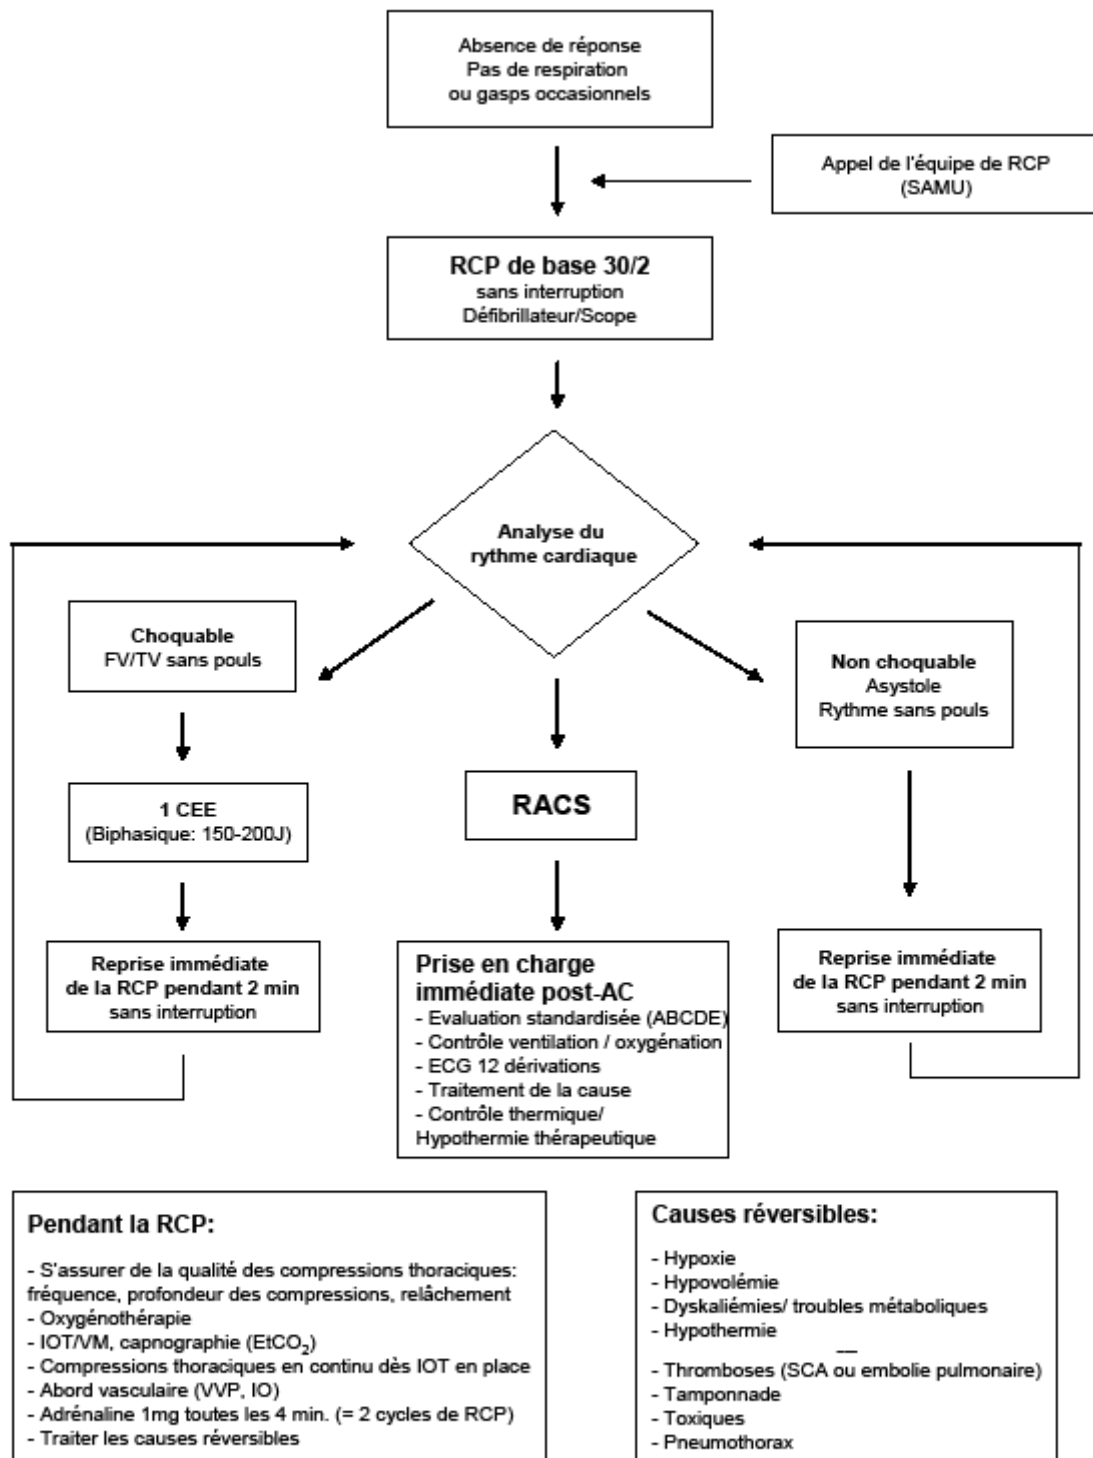 Absence de réponse
Pas de respiration
ou gasps occasionnels
Appel de l'équipe de RCP
(SAMU)
RCP de base 30/2
sans interruption
Défibrillateur/Scope
Analyse du
rythme cardiaque
Choquable
FV/TV sans pouls
Non choquable
Asystole
Rythme sans pouls
1 CEE
(Biphasique: 150-200J)
RACS
Reprise immédiate
de la RCP pendant 2 min
sans interruption
Prise en charge
immédiate post-AC
- Evaluation standardisée (ABCDE)
- Contrôle ventilation / oxygénation
- ECG 12 dérivations
- Traitement de la cause
- Contrôle thermique/
Hypothermie thérapeutique
Reprise immédiate
de la RCP pendant 2 min
sans interruption
Pendant la RCP:
- S'assurer de la qualité des compressions thoraciques:
fréquence, profondeur des compressions, relâchement
- Oxygénothérapie
- IOT/VM, capnographie (EtCO₂)
- Compressions thoraciques en continu dès IOT en place
- Abord vasculaire (VVP, IO)
- Adrénaline 1mg toutes les 4 min. (= 2 cycles de RCP)
- Traiter les causes réversibles
Causes réversibles:
- Hypoxie
- Hypovolémie
- Dyskaliémies/ troubles métaboliques
- Hypothermie
- Thromboses (SCA ou embolie pulmonaire)
- Tamponnade
- Toxiques
- Pneumothorax